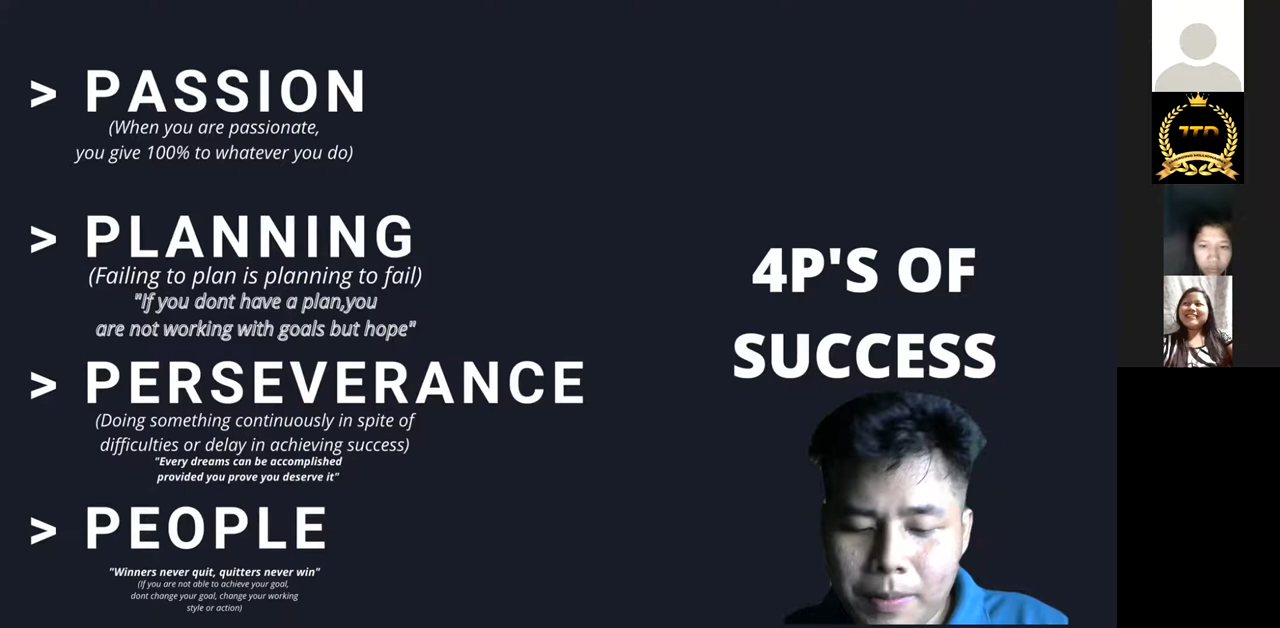 > PASSION
(When you are passionate,
you give 100% to whatever you do)
> PLANNING
(Failing to plan is planning to fail)
"If you dont have a plan,you
are not working with goals but hope"
> PERSEVERANCE
(Doing something continuously in spite of
difficulties or delay in achieving success)
"Every dreams can be accomplished
provided you prove you deserve it"
> PEOPLE
"Winners never quit, quitters never win"
(If you are not able to achieve your goal,
dont change your goal, change your working
style or action)
4P'S OF
SUCCESS